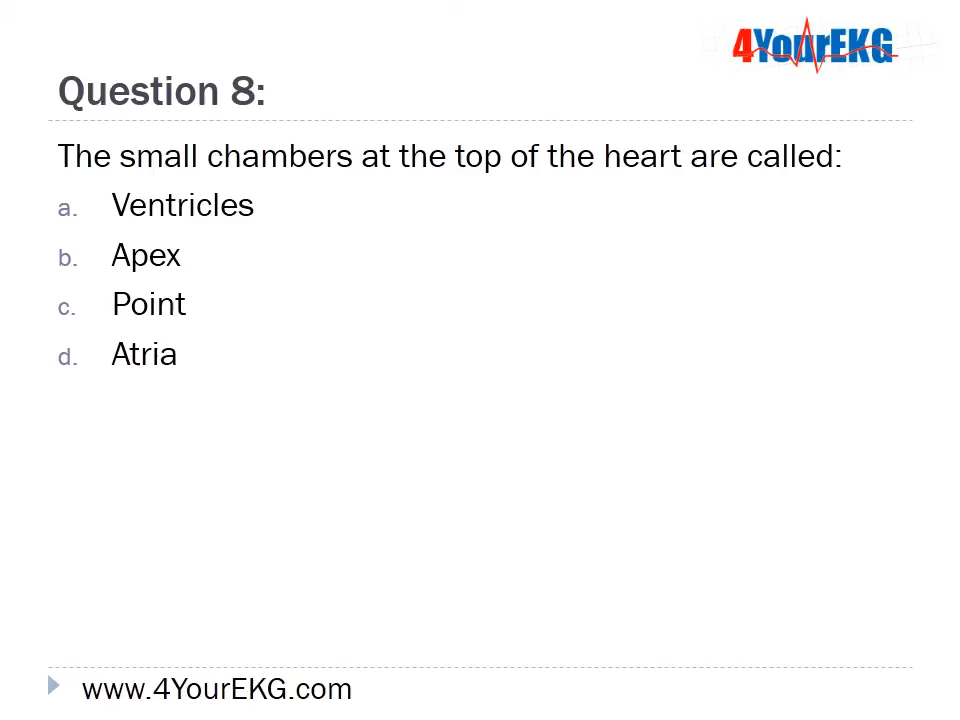 4YourEKG
Question 8:
The small chambers at the top of the heart are called:
a. Ventricles
b. Apex
c. Point
d. Atria
www.4YourEKG.com